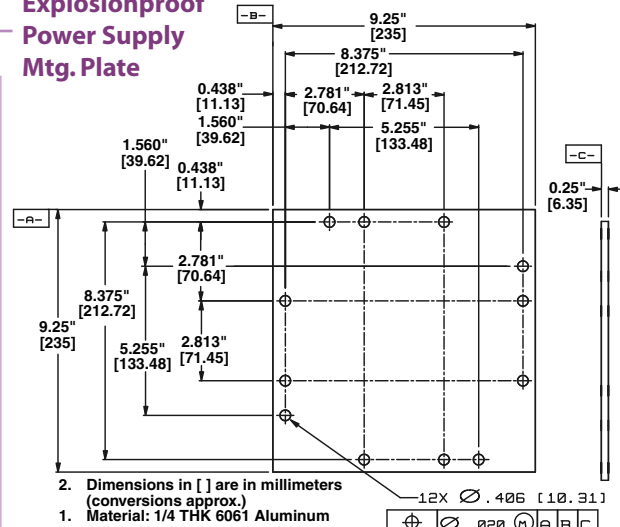 Explosionproof
Power Supply
Mtg. Plate
-B-
9.25"
[235]
8.375"
[212.72]
0.438"
[11.13]
2.781"
[70.64]
2.813"
[71.45]
1.560"
[39.62]
5.255"
[133.48]
1.560"
[39.62]
0.438"
[11.13]
-C-
0.25"
[6.35]
-A-
2.781"
[70.64]
8.375"
[212.72]
9.25"
[235]
5.255"
[133.48]
2.813"
[71.45]
2. Dimensions in [ ] are in millimeters
(conversions approx.)
1. Material: 1/4 THK 6061 Aluminum
12X Ø.406 [10.31]
⌖ Ø .020 Ⓜ A B C